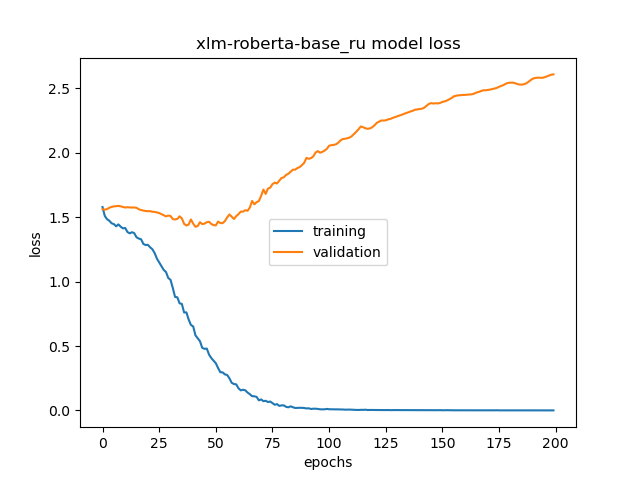 xlm-roberta-base_ru model loss
2.5
2.0
1.5
1.0
0.5
0.0
loss
training
validation
0 25 50 75 100 125 150 175 200
epochs